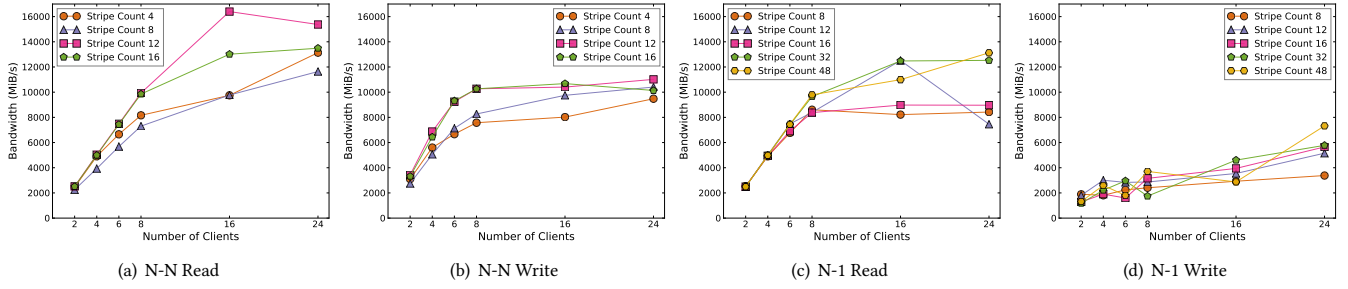 16000
14000
12000
10000
8000
6000
4000
2000
0
Bandwidth (MiB/s)
Stripe Count 4
Stripe Count 8
Stripe Count 12
Stripe Count 16
2 4 6 8 16 24
Number of Clients
(a) N-N Read
16000
14000
12000
10000
8000
6000
4000
2000
0
Bandwidth (MiB/s)
Stripe Count 4
Stripe Count 8
Stripe Count 12
Stripe Count 16
2 4 6 8 16 24
Number of Clients
(b) N-N Write
16000
14000
12000
10000
8000
6000
4000
2000
0
Bandwidth (MiB/s)
Stripe Count 8
Stripe Count 12
Stripe Count 16
Stripe Count 32
Stripe Count 48
2 4 6 8 16 24
Number of Clients
(c) N-1 Read
16000
14000
12000
10000
8000
6000
4000
2000
0
Bandwidth (MiB/s)
Stripe Count 8
Stripe Count 12
Stripe Count 16
Stripe Count 32
Stripe Count 48
2 4 6 8 16 24
Number of Clients
(d) N-1 Write